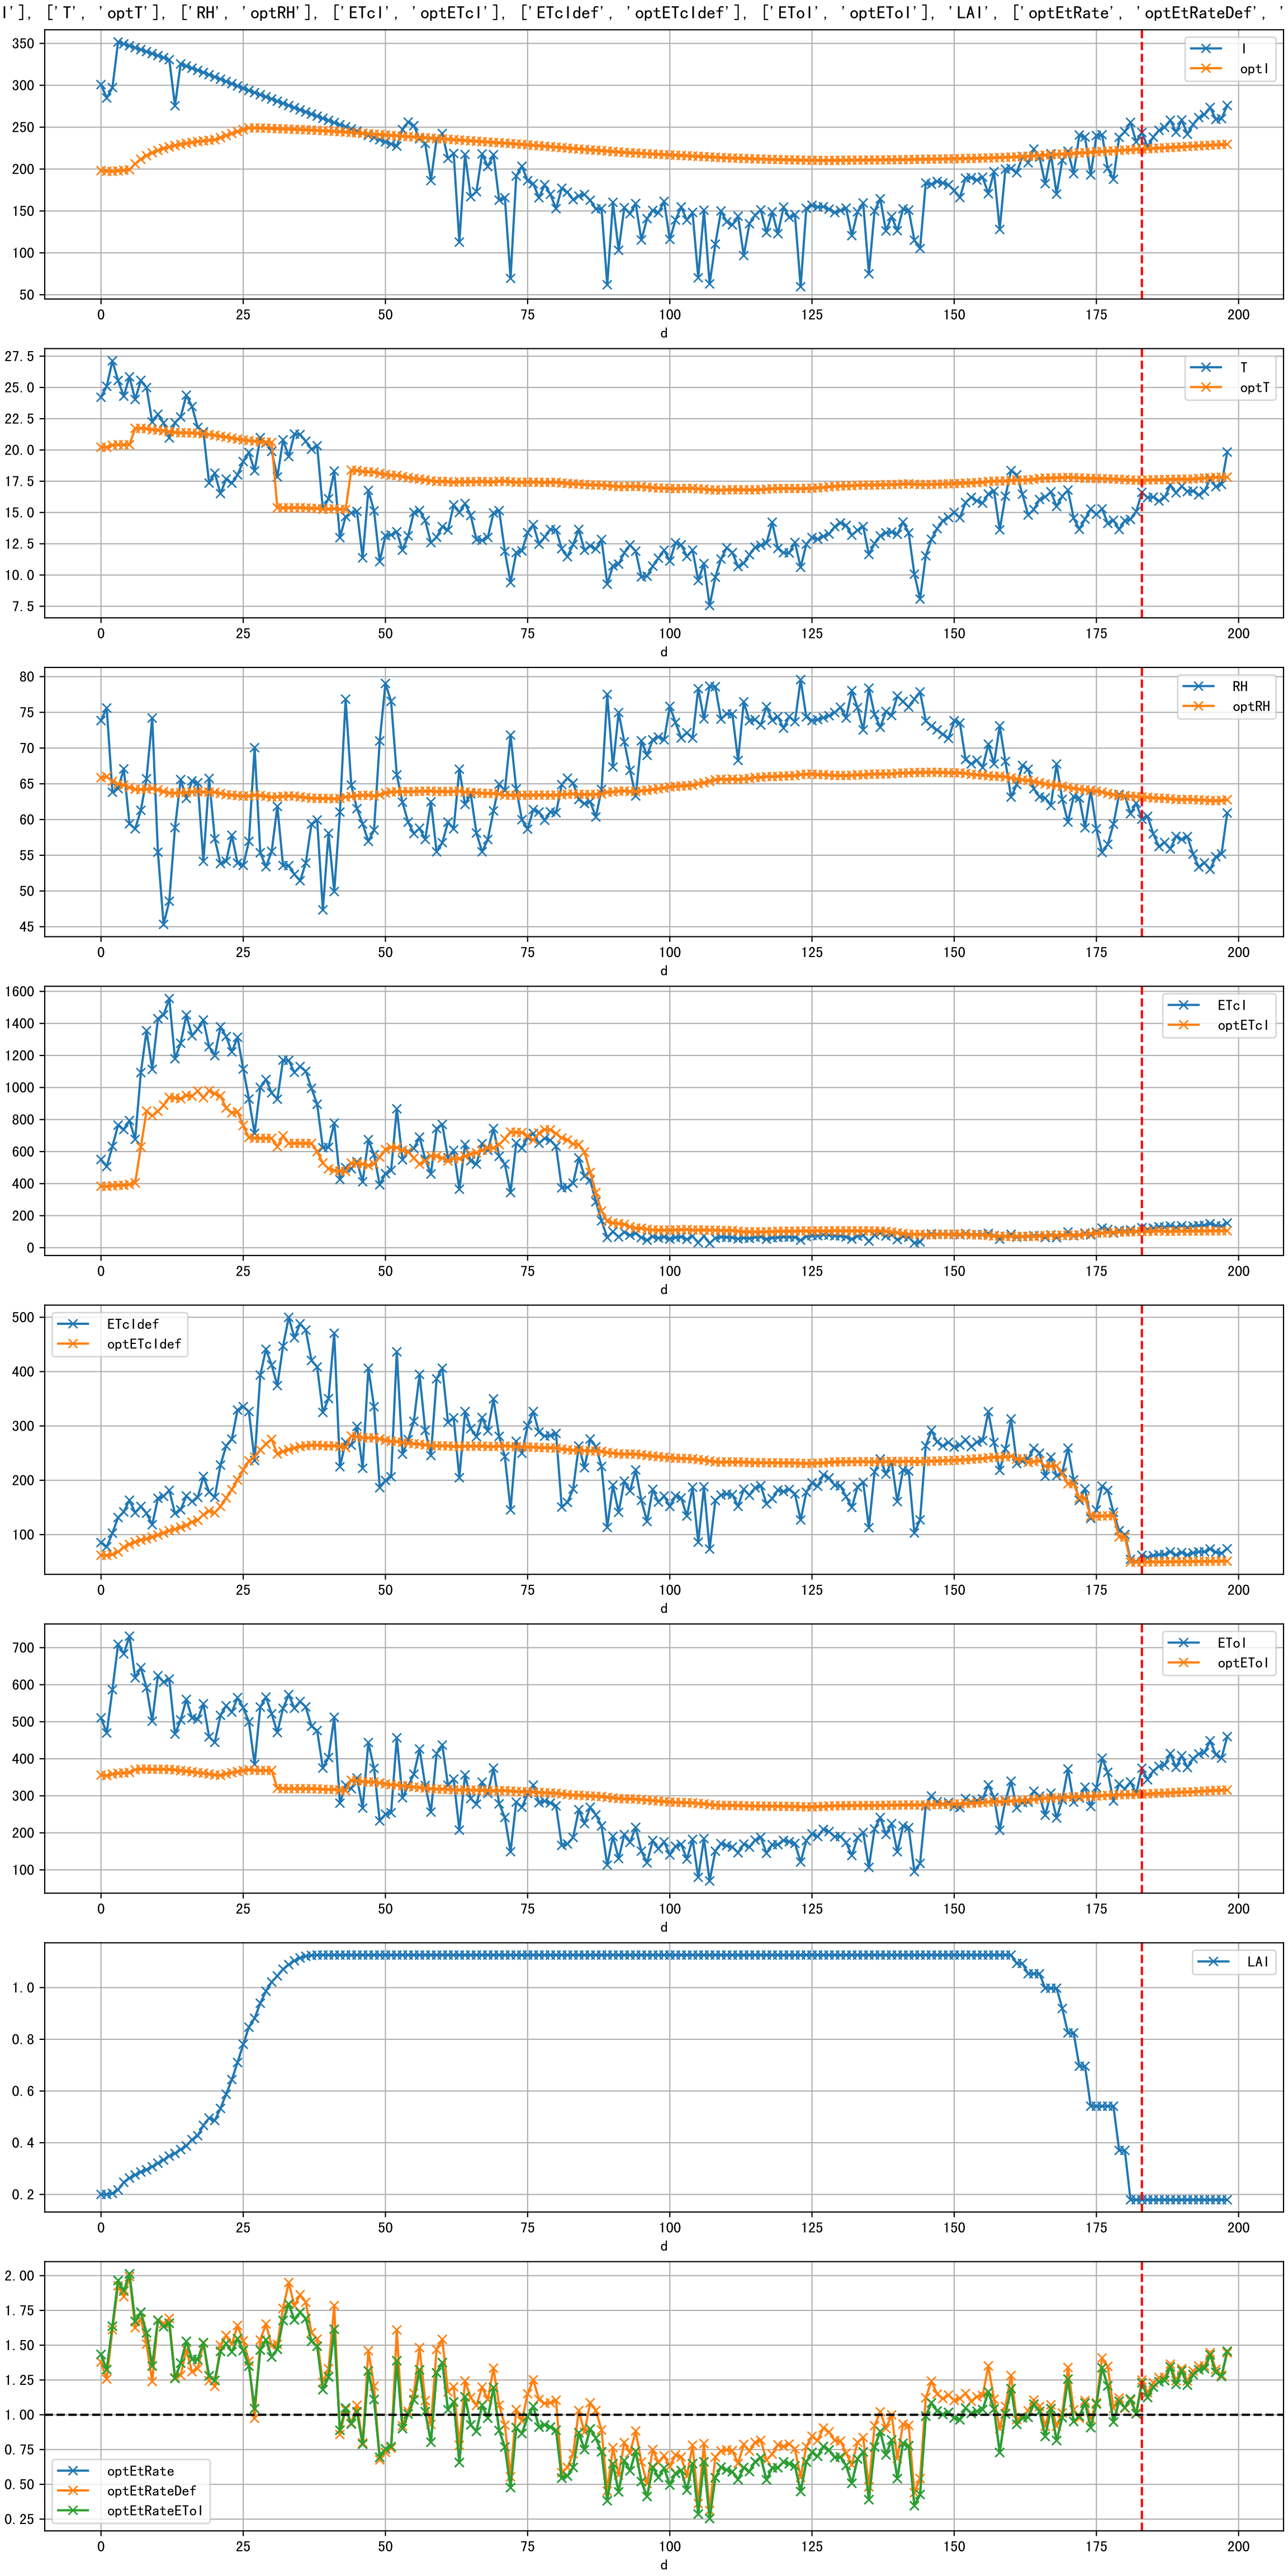 I'], ['T', 'optT'], ['RH', 'optRH'], ['ETcI', 'optETcI'], ['ETcIdef', 'optETcIdef'], ['EToI', 'optEToI'], 'LAI', ['optEtRate', 'optEtRateDef', '
350
300
250
200
150
100
50
I
optI
0 25 50 75 100 125 150 175 200
d
27.5
25.0
22.5
20.0
17.5
15.0
12.5
10.0
7.5
T
optT
0 25 50 75 100 125 150 175 200
d
80
75
70
65
60
55
50
45
RH
optRH
0 25 50 75 100 125 150 175 200
d
1600
1400
1200
1000
800
600
400
200
0
ETcI
optETcI
0 25 50 75 100 125 150 175 200
d
500
400
300
200
100
ETcIdef
optETcIdef
0 25 50 75 100 125 150 175 200
d
700
600
500
400
300
200
100
EToI
optEToI
0 25 50 75 100 125 150 175 200
d
1.0
0.8
0.6
0.4
0.2
LAI
0 25 50 75 100 125 150 175 200
d
2.00
1.75
1.50
1.25
1.00
0.75
0.50
0.25
optEtRate
optEtRateDef
optEtRateEToI
0 25 50 75 100 125 150 175 200
d